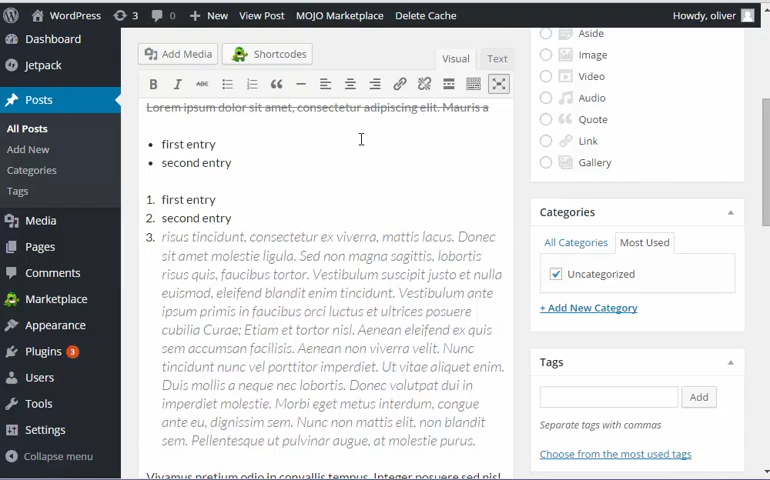 WordPress 3 New View Post MOJO Marketplace Delete Cache Howdy, oliver
Dashboard
Jetpack
Posts
All Posts
Add New
Categories
Tags
Media
Pages
Comments
Marketplace
Appearance
Plugins 3
Users
Tools
Settings
Collapse menu
Add Media Shortcodes Visual Text
B I ABC
Lorem ipsum dolor sit amet, consectetur adipiscing elit. Mauris a
• first entry
• second entry
1. first entry
2. second entry
3. risus tincidunt, consectetur ex viverra, mattis lacus. Donec
sit amet molestie ligula. Sed non magna sagittis, lobortis
risus quis, faucibus tortor. Vestibulum suscipit justo et nulla
euismod, eleifend blandit enim tincidunt. Vestibulum ante
ipsum primis in faucibus orci luctus et ultrices posuere
cubilia Curae; Etiam et tortor nisl. Aenean eleifend ex quis
sem accumsan facilisis. Aenean non viverra velit. Nunc
tincidunt nunc vel porttitor imperdiet. Ut vitae aliquet enim.
Duis mollis a neque nec lobortis. Donec volutpat dui in
imperdiet molestie. Morbi eget metus interdum, congue
ante eu, dignissim sem. Nunc non mattis elit, non blandit
sem. Pellentesque ut pulvinar augue, at molestie purus.
Vivamus pretium odio in convallis tempus. Integer posuere sed nisl
Aside
Image
Video
Audio
Quote
Link
Gallery
Categories
All Categories Most Used
Uncategorized
+ Add New Category
Tags
Add
Separate tags with commas
Choose from the most used tags